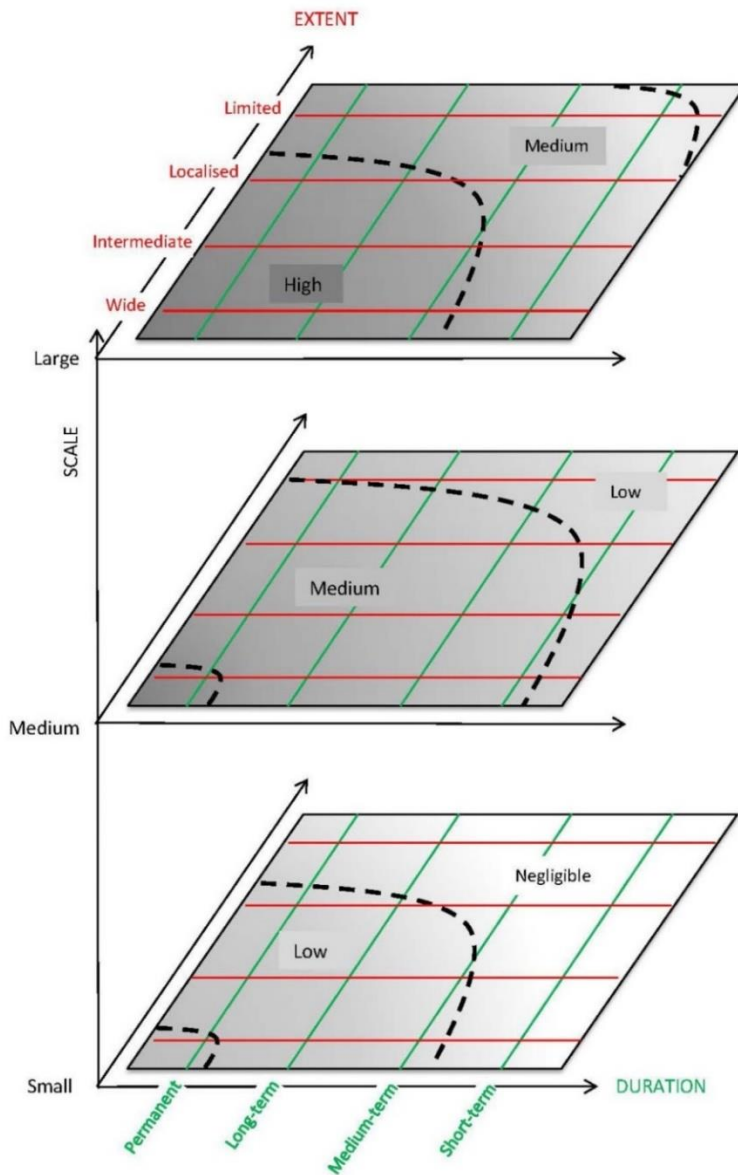 EXTENT
Limited
Medium
Localised
Intermediate
High
Wide
Large
SCALE
Low
Medium
Medium
Negligible
Low
Small
Permanent
Long-term
Medium-term
Short-term
DURATION